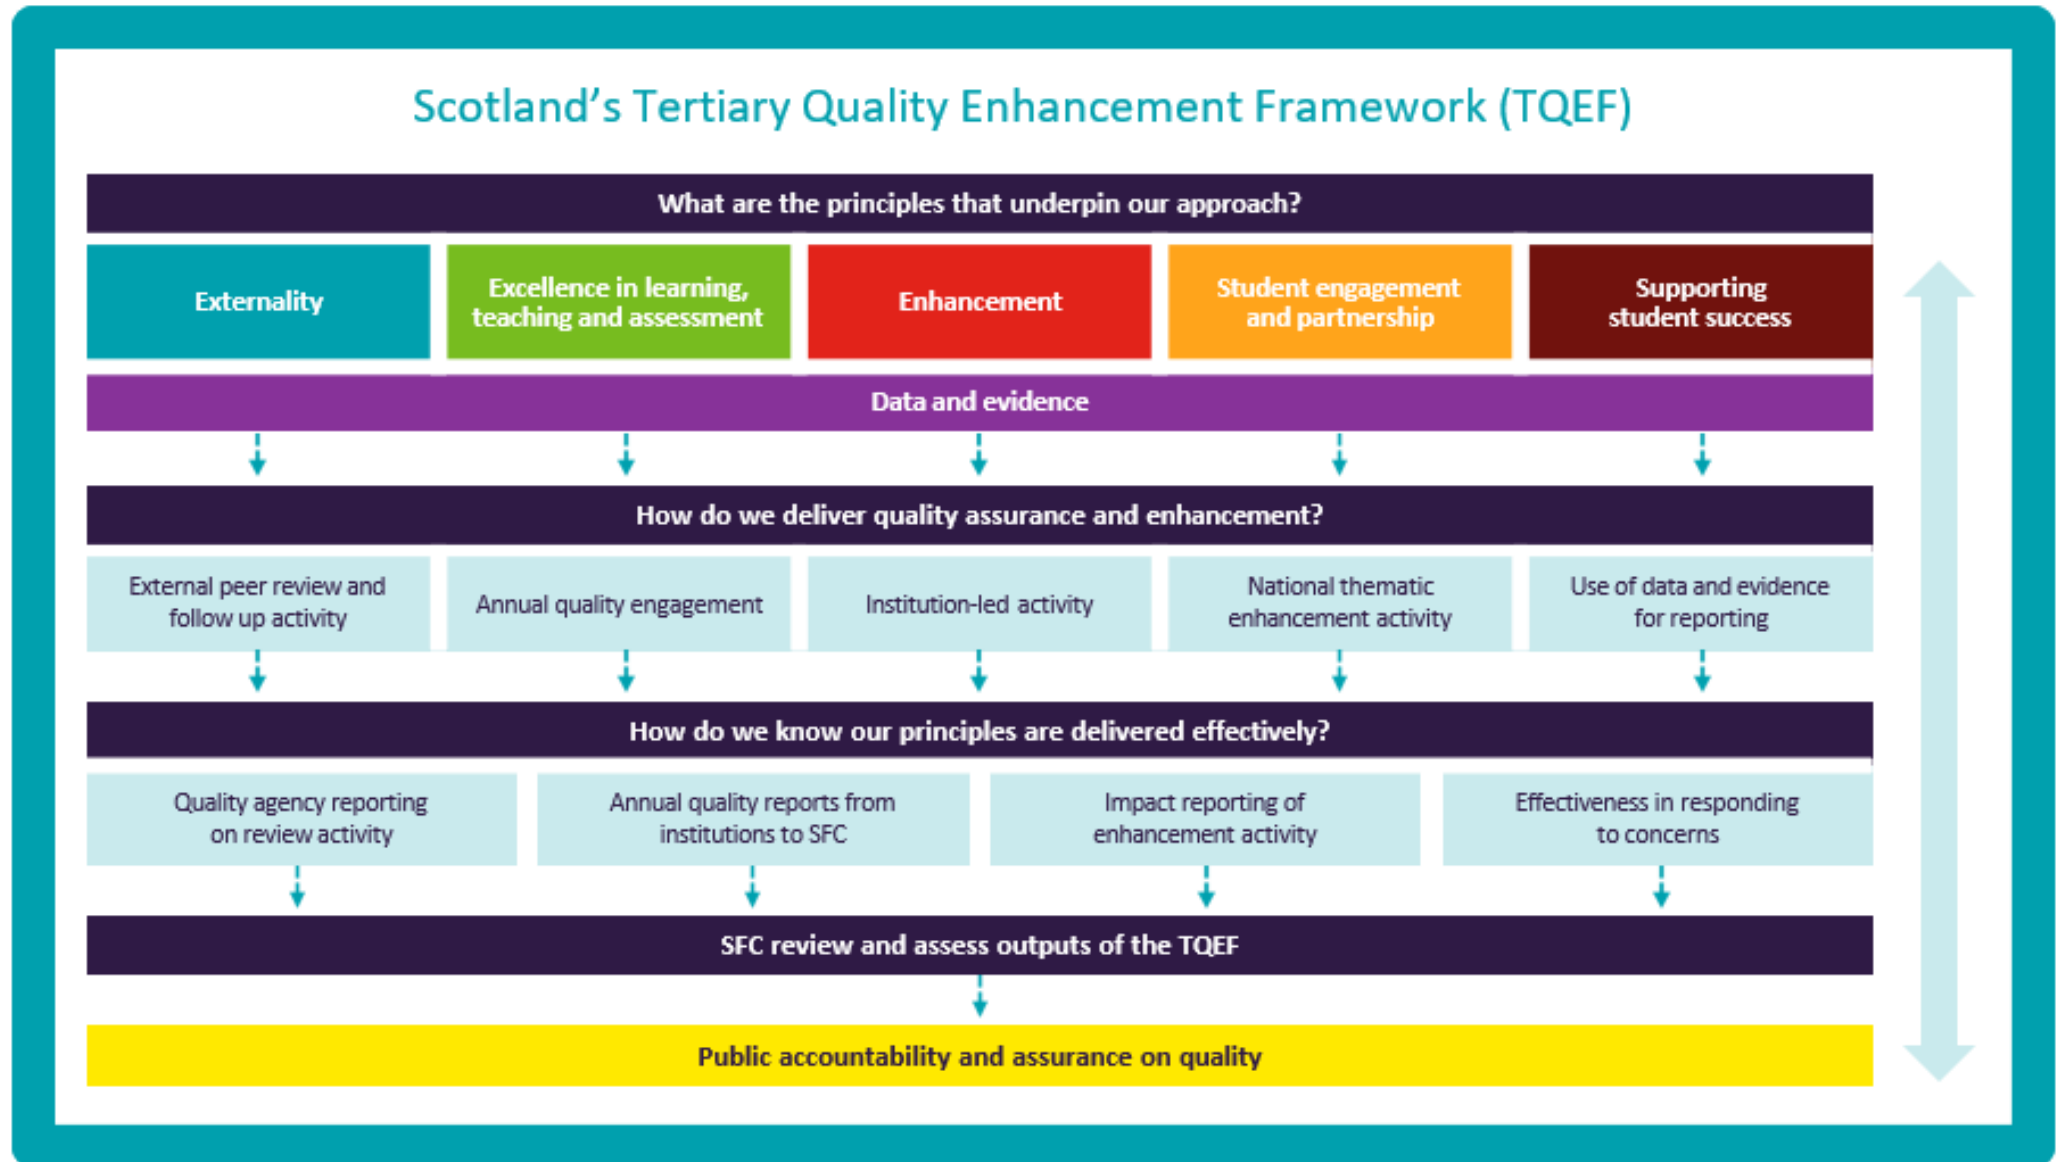 Scotland’s Tertiary Quality Enhancement Framework (TQEF)
What are the principles that underpin our approach?
Externality
Excellence in learning,
teaching and assessment
Enhancement
Student engagement
and partnership
Supporting
student success
Data and evidence
How do we deliver quality assurance and enhancement?
External peer review and
follow up activity
Annual quality engagement
Institution-led activity
National thematic
enhancement activity
Use of data and evidence
for reporting
How do we know our principles are delivered effectively?
Quality agency reporting
on review activity
Annual quality reports from
institutions to SFC
Impact reporting of
enhancement activity
Effectiveness in responding
to concerns
SFC review and assess outputs of the TQEF
Public accountability and assurance on quality